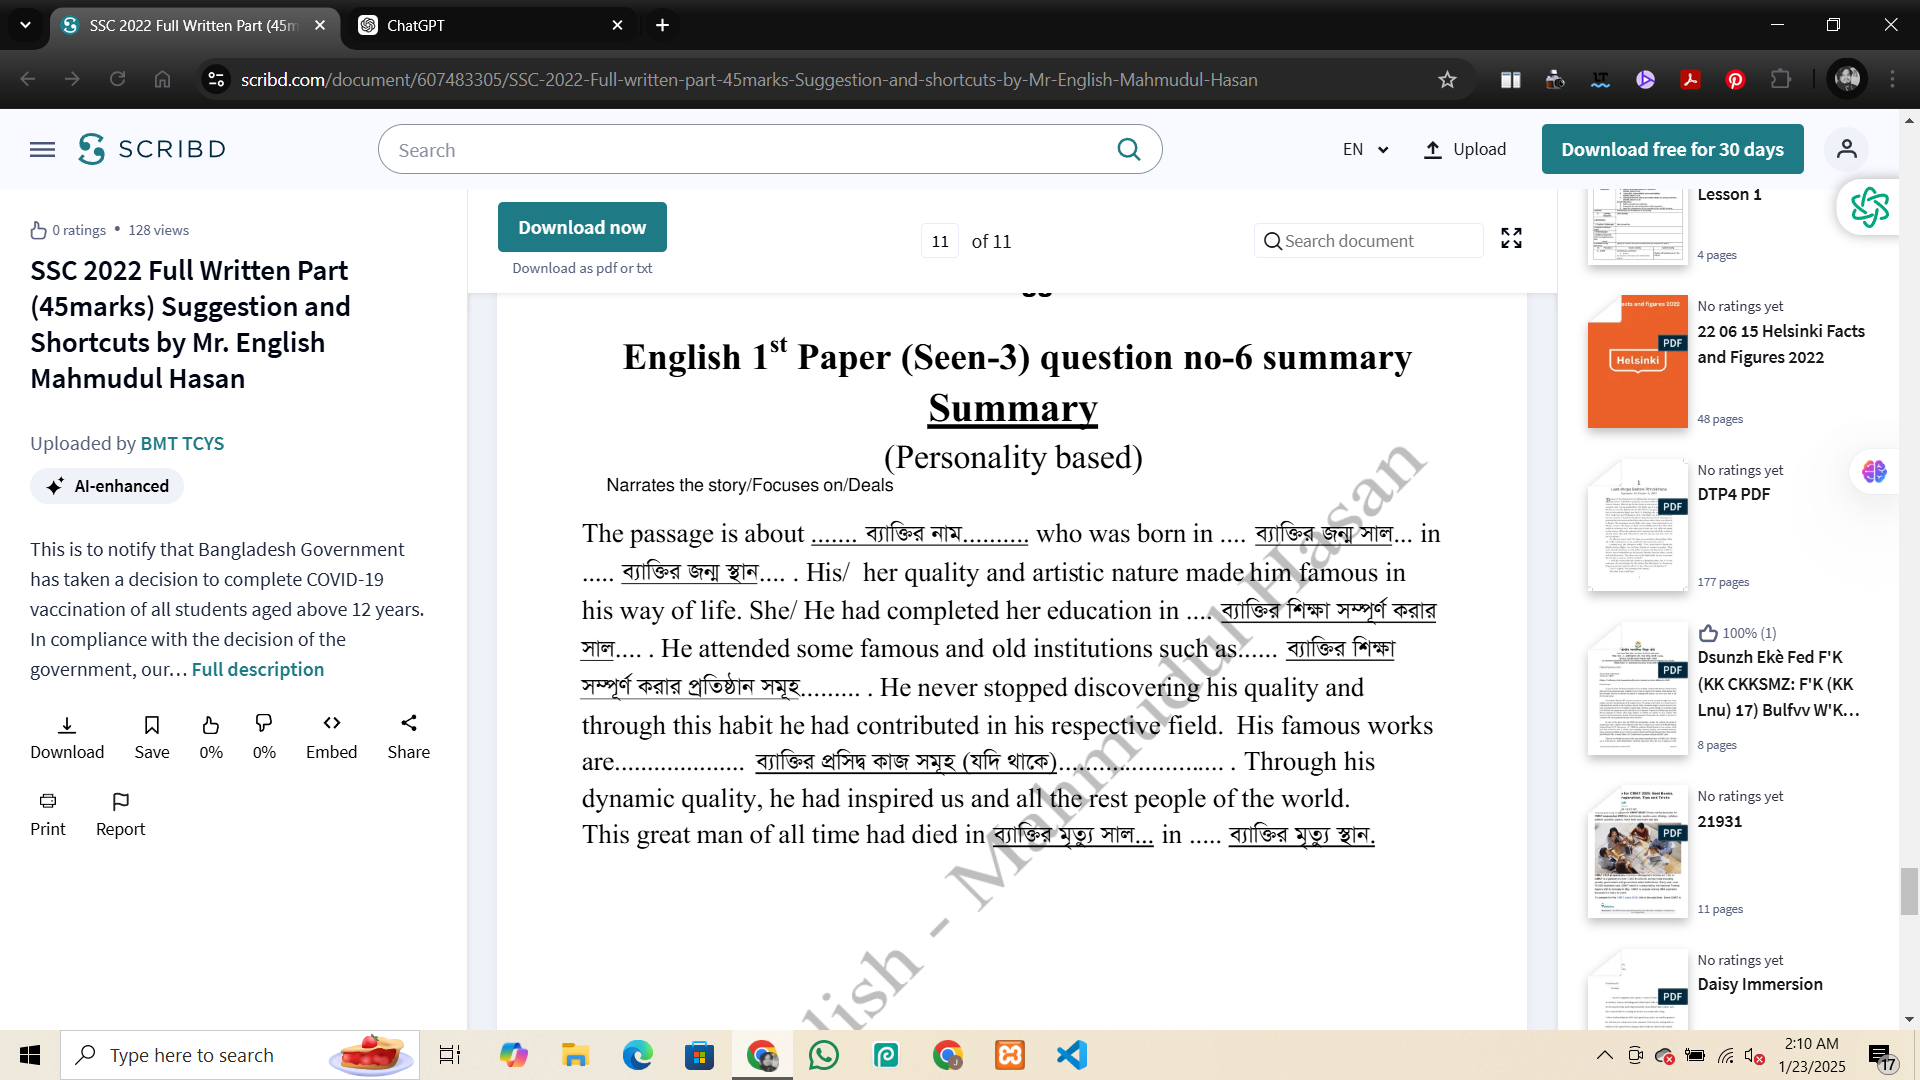 SSC 2022 Full Written Part (45m
ChatGPT
scribd.com/document/607483305/SSC-2022-Full-written-part-45marks-Suggestion-and-shortcuts-by-Mr-English-Mahmudul-Hasan
SCRIBD
Search
EN
Upload
Download free for 30 days
0 ratings • 128 views
SSC 2022 Full Written Part
(45marks) Suggestion and
Shortcuts by Mr. English
Mahmudul Hasan
Uploaded by BMT TCYS
AI-enhanced
This is to notify that Bangladesh Government
has taken a decision to complete COVID-19
vaccination of all students aged above 12 years.
In compliance with the decision of the
government, our… Full description
Download Save 0% 0% Embed Share
Print Report
Download now
Download as pdf or txt
11 of 11
Search document
English 1st Paper (Seen-3) question no-6 summary
Summary
(Personality based)
Narrates the story/Focuses on/Deals
The passage is about ....... ব্যাক্তির নাম.......... who was born in .... ব্যাক্তির জন্ম সাল... in
..... ব্যাক্তির জন্ম স্থান.... . His/ her quality and artistic nature made him famous in
his way of life. She/ He had completed her education in .... ব্যাক্তির শিক্ষা সম্পূর্ণ করার
সাল.... . He attended some famous and old institutions such as...... ব্যাক্তির শিক্ষা
সম্পূর্ণ করার প্রতিষ্ঠান সমূহ......... . He never stopped discovering his quality and
through this habit he had contributed in his respective field. His famous works
are.................... ব্যাক্তির প্রসিদ্ব কাজ সমূহ (যদি থাকে)......................... . Through his
dynamic quality, he had inspired us and all the rest people of the world.
This great man of all time had died in ব্যাক্তির মৃত্যু সাল... in ..... ব্যাক্তির মৃত্যু স্থান.
lish - Mahmudul Hasan
Lesson 1
4 pages
No ratings yet
22 06 15 Helsinki Facts
and Figures 2022
48 pages
acts and figures 2022
PDF
Helsinki
No ratings yet
DTP4 PDF
PDF
177 pages
100% (1)
Dsunzh Ekè Fed F'K
(KK CKKSMZ: F'K (KK
Lnu) 17) Bulfvv W'K…
PDF
8 pages
No ratings yet
21931
PDF
11 pages
No ratings yet
Daisy Immersion
PDF
Type here to search
2:10 AM
1/23/2025
17